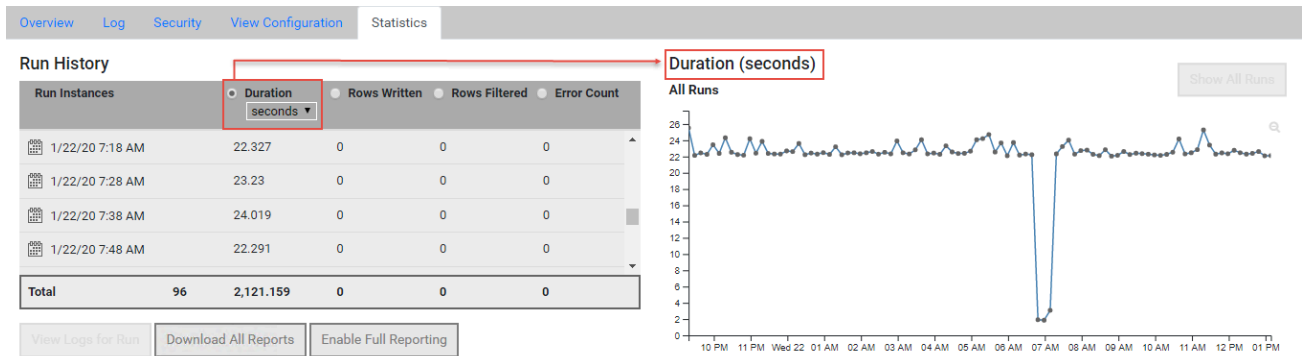 Overview Log Security View Configuration Statistics
Run History
Run Instances Duration Rows Written Rows Filtered Error Count
seconds ▼
1/22/20 7:18 AM 22.327 0 0 0
1/22/20 7:28 AM 23.23 0 0 0
1/22/20 7:38 AM 24.019 0 0 0
1/22/20 7:48 AM 22.291 0 0 0
Total 96 2,121.159 0 0 0
View Logs for Run Download All Reports Enable Full Reporting
Duration (seconds)
Show All Runs
All Runs
26
24
22
20
18
16
14
12
10
8
6
4
2
0
10 PM 11 PM Wed 22 01 AM 02 AM 03 AM 04 AM 05 AM 06 AM 07 AM 08 AM 09 AM 10 AM 11 AM 12 PM 01 PM